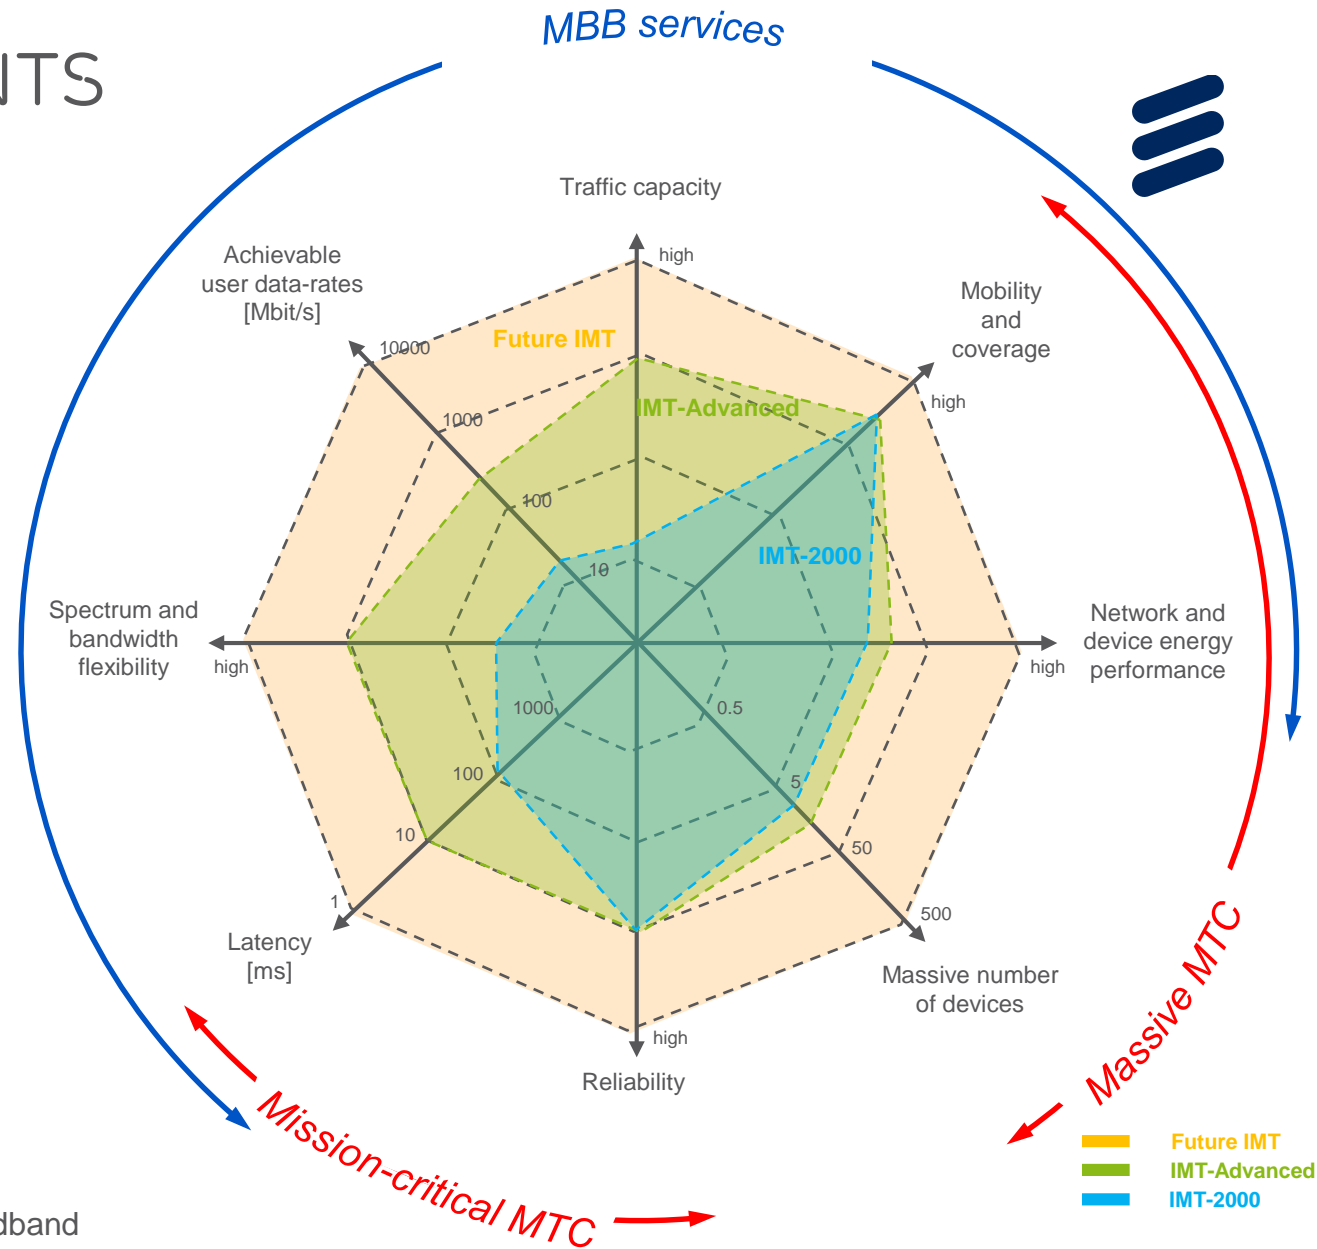 MBB services
NTS
Traffic capacity
high
Achievable
user data-rates
[Mbit/s]
10000
1000
100
10
Mobility
and
coverage
high
Future IMT
IMT-Advanced
IMT-2000
Spectrum and
bandwidth
flexibility
high
Network and
device energy
performance
high
1000
100
10
1
Latency
[ms]
0.5
5
50
500
Massive number
of devices
high
Reliability
Massive MTC
Mission-critical MTC
Future IMT
IMT-Advanced
IMT-2000
dband